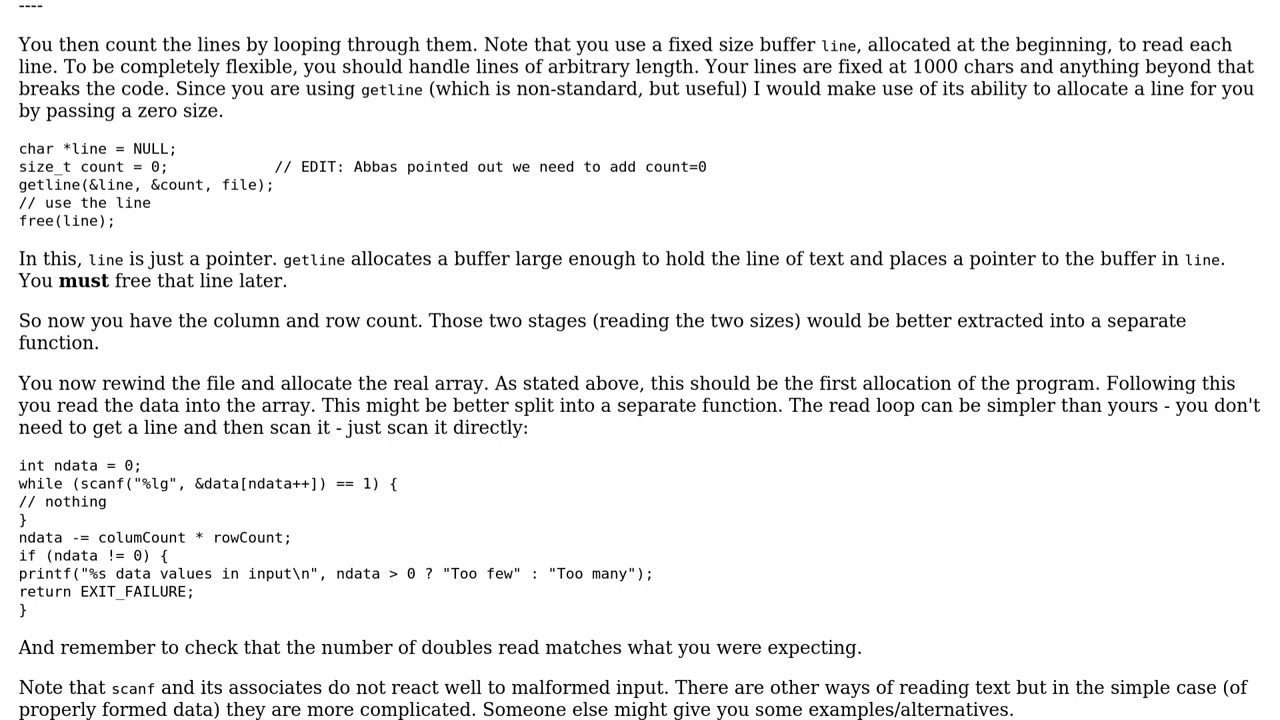 ----
You then count the lines by looping through them. Note that you use a fixed size buffer line, allocated at the beginning, to read each
line. To be completely flexible, you should handle lines of arbitrary length. Your lines are fixed at 1000 chars and anything beyond that
breaks the code. Since you are using getline (which is non-standard, but useful) I would make use of its ability to allocate a line for you
by passing a zero size.
char *line = NULL;
size_t count = 0;            // EDIT: Abbas pointed out we need to add count=0
getline(&line, &count, file);
// use the line
free(line);
In this, line is just a pointer. getline allocates a buffer large enough to hold the line of text and places a pointer to the buffer in line.
You must free that line later.
So now you have the column and row count. Those two stages (reading the two sizes) would be better extracted into a separate
function.
You now rewind the file and allocate the real array. As stated above, this should be the first allocation of the program. Following this
you read the data into the array. This might be better split into a separate function. The read loop can be simpler than yours - you don't
need to get a line and then scan it - just scan it directly:
int ndata = 0;
while (scanf("%lg", &data[ndata++]) == 1) {
// nothing
}
ndata -= columCount * rowCount;
if (ndata != 0) {
printf("%s data values in input\n", ndata > 0 ? "Too few" : "Too many");
return EXIT_FAILURE;
}
And remember to check that the number of doubles read matches what you were expecting.
Note that scanf and its associates do not react well to malformed input. There are other ways of reading text but in the simple case (of
properly formed data) they are more complicated. Someone else might give you some examples/alternatives.